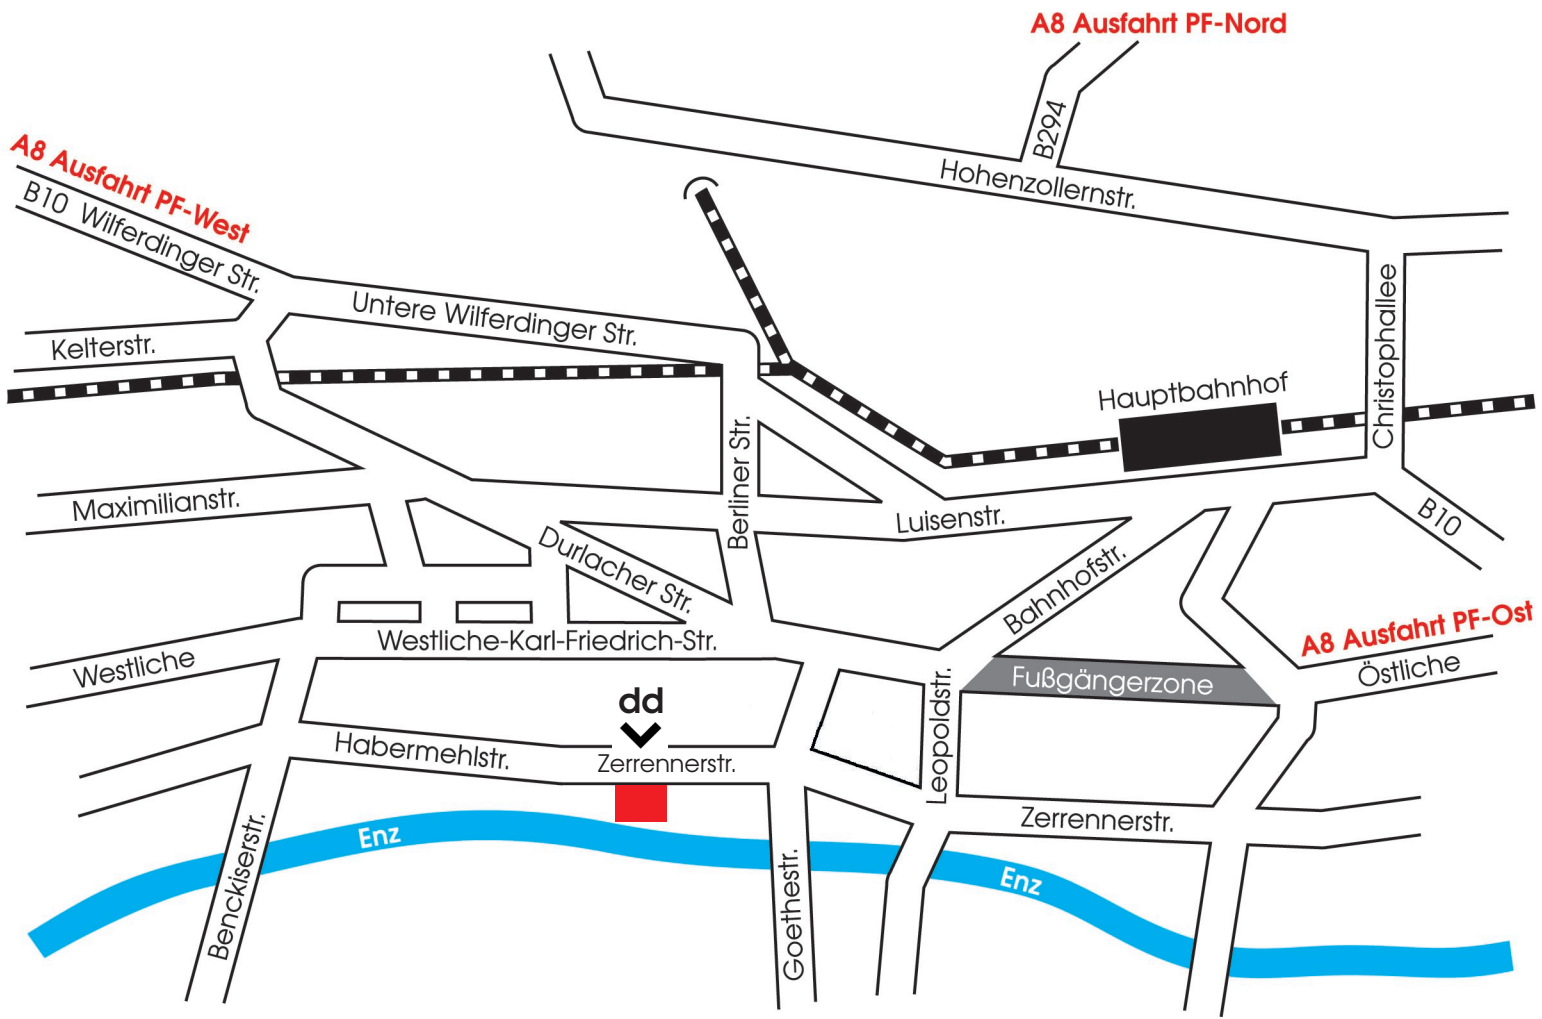 A8 Ausfahrt PF-Nord
B294
A8 Ausfahrt PF-West
B10 Wilferdinger Str.
Hohenzollernstr.
Untere Wilferdinger Str.
Kelterstr.
Christophallee
Hauptbahnhof
Berliner Str.
Maximilianstr.
Luisenstr.
B10
Durlacher Str.
Bahnhofstr.
A8 Ausfahrt PF-Ost
Westliche-Karl-Friedrich-Str.
Westliche
Östliche
Fußgängerzone
Leopoldstr.
dd
Habermehlstr.
Zerrennerstr.
Zerrennerstr.
Enz
Enz
Benckiserstr.
Goethestr.